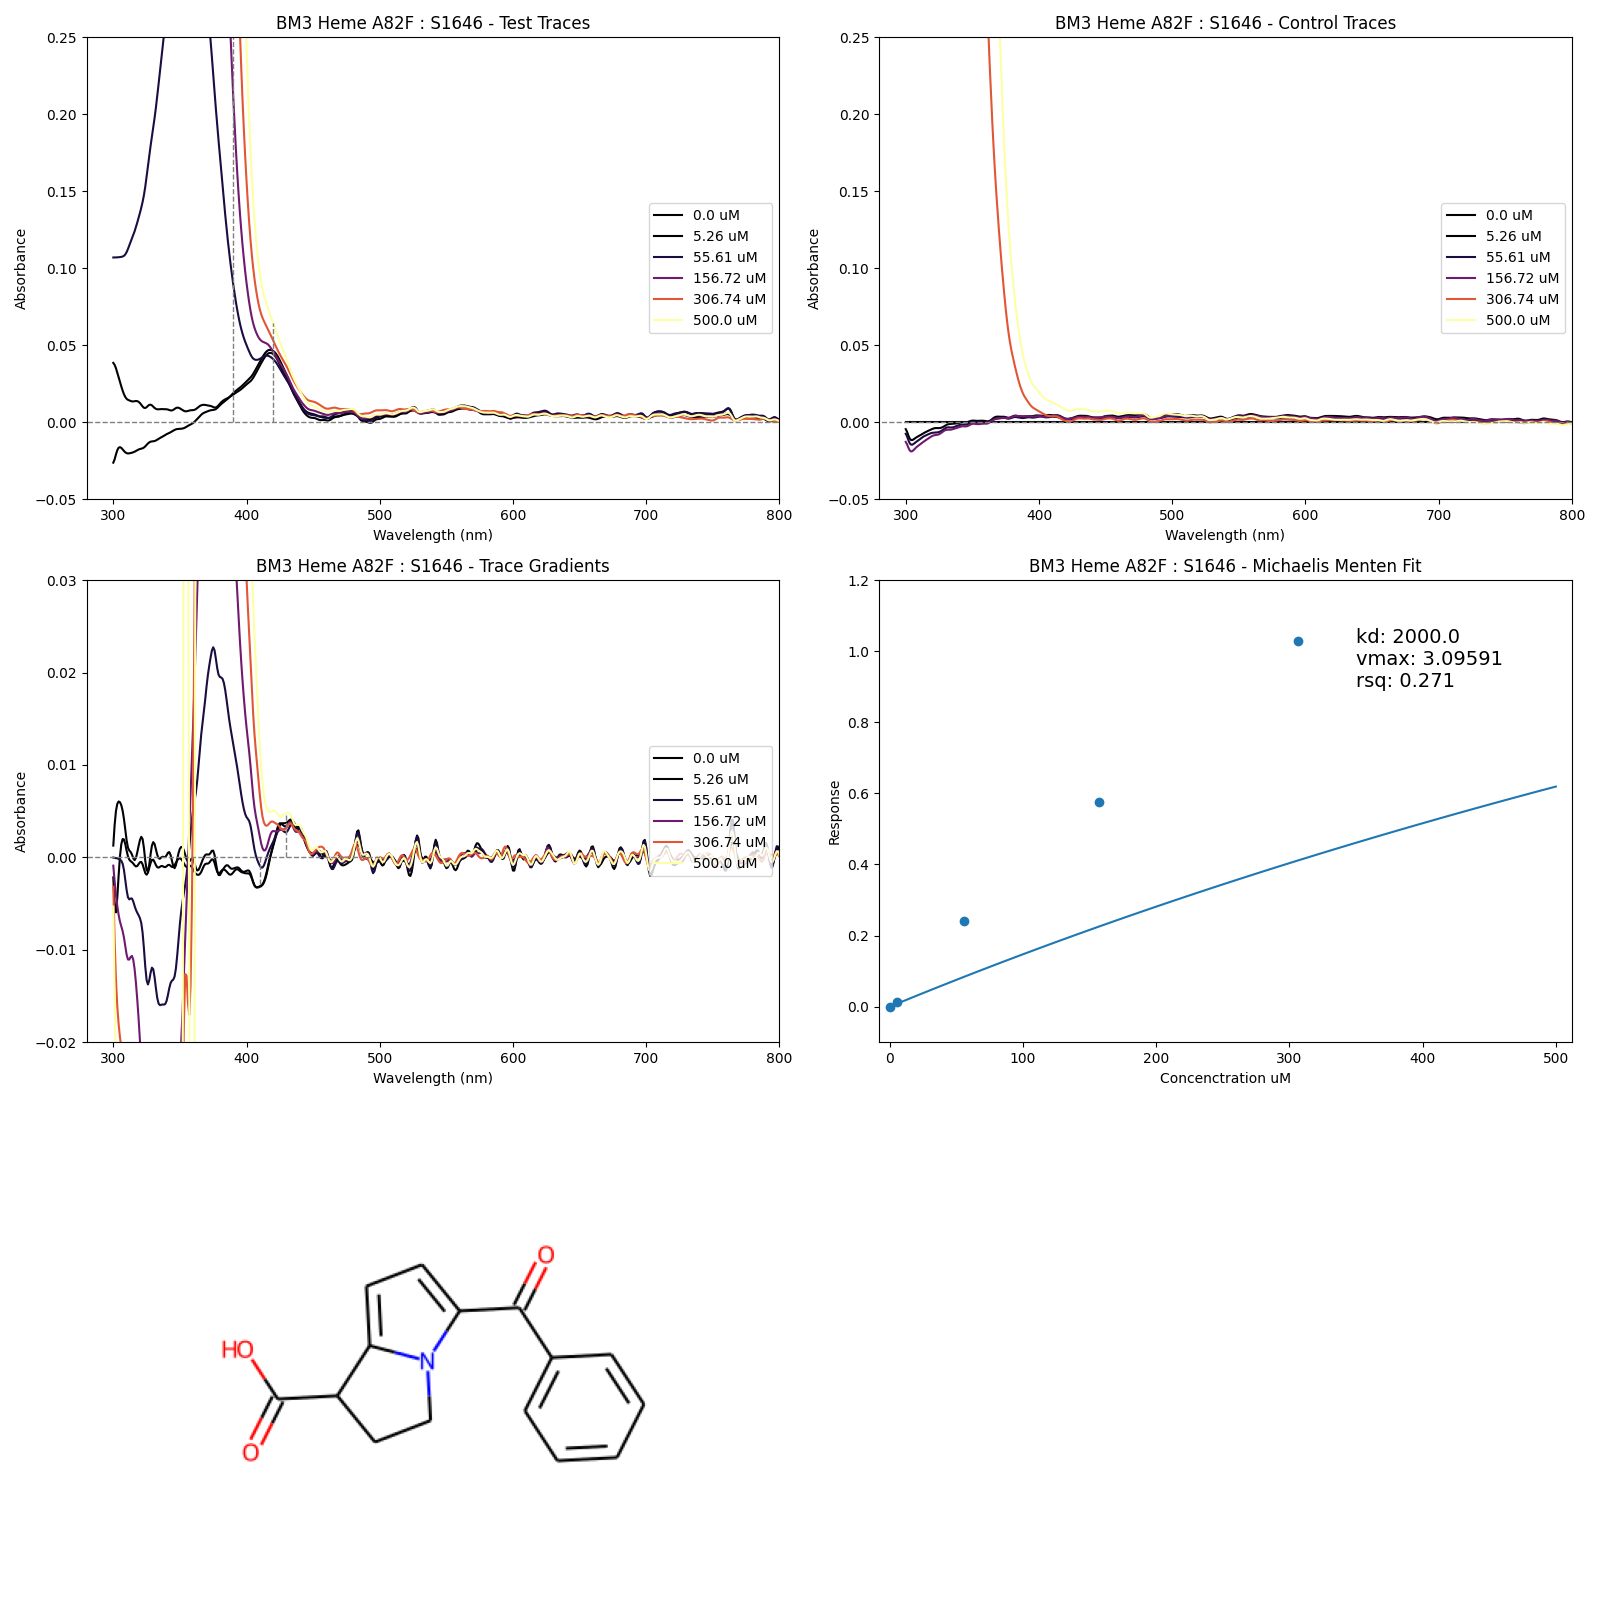 BM3 Heme A82F : S1646 - Test Traces
Absorbance
0.25
0.20
0.15
0.10
0.05
0.00
−0.05
0.0 uM
5.26 uM
55.61 uM
156.72 uM
306.74 uM
500.0 uM
300 400 500 600 700 800
Wavelength (nm)
BM3 Heme A82F : S1646 - Control Traces
Absorbance
0.25
0.20
0.15
0.10
0.05
0.00
−0.05
0.0 uM
5.26 uM
55.61 uM
156.72 uM
306.74 uM
500.0 uM
300 400 500 600 700 800
Wavelength (nm)
BM3 Heme A82F : S1646 - Trace Gradients
Absorbance
0.03
0.02
0.01
0.00
−0.01
−0.02
0.0 uM
5.26 uM
55.61 uM
156.72 uM
306.74 uM
500.0 uM
300 400 500 600 700 800
Wavelength (nm)
BM3 Heme A82F : S1646 - Michaelis Menten Fit
Response
1.2
1.0
0.8
0.6
0.4
0.2
0.0
kd: 2000.0
vmax: 3.09591
rsq: 0.271
0 100 200 300 400 500
Concenctration uM
O
HO
N
O